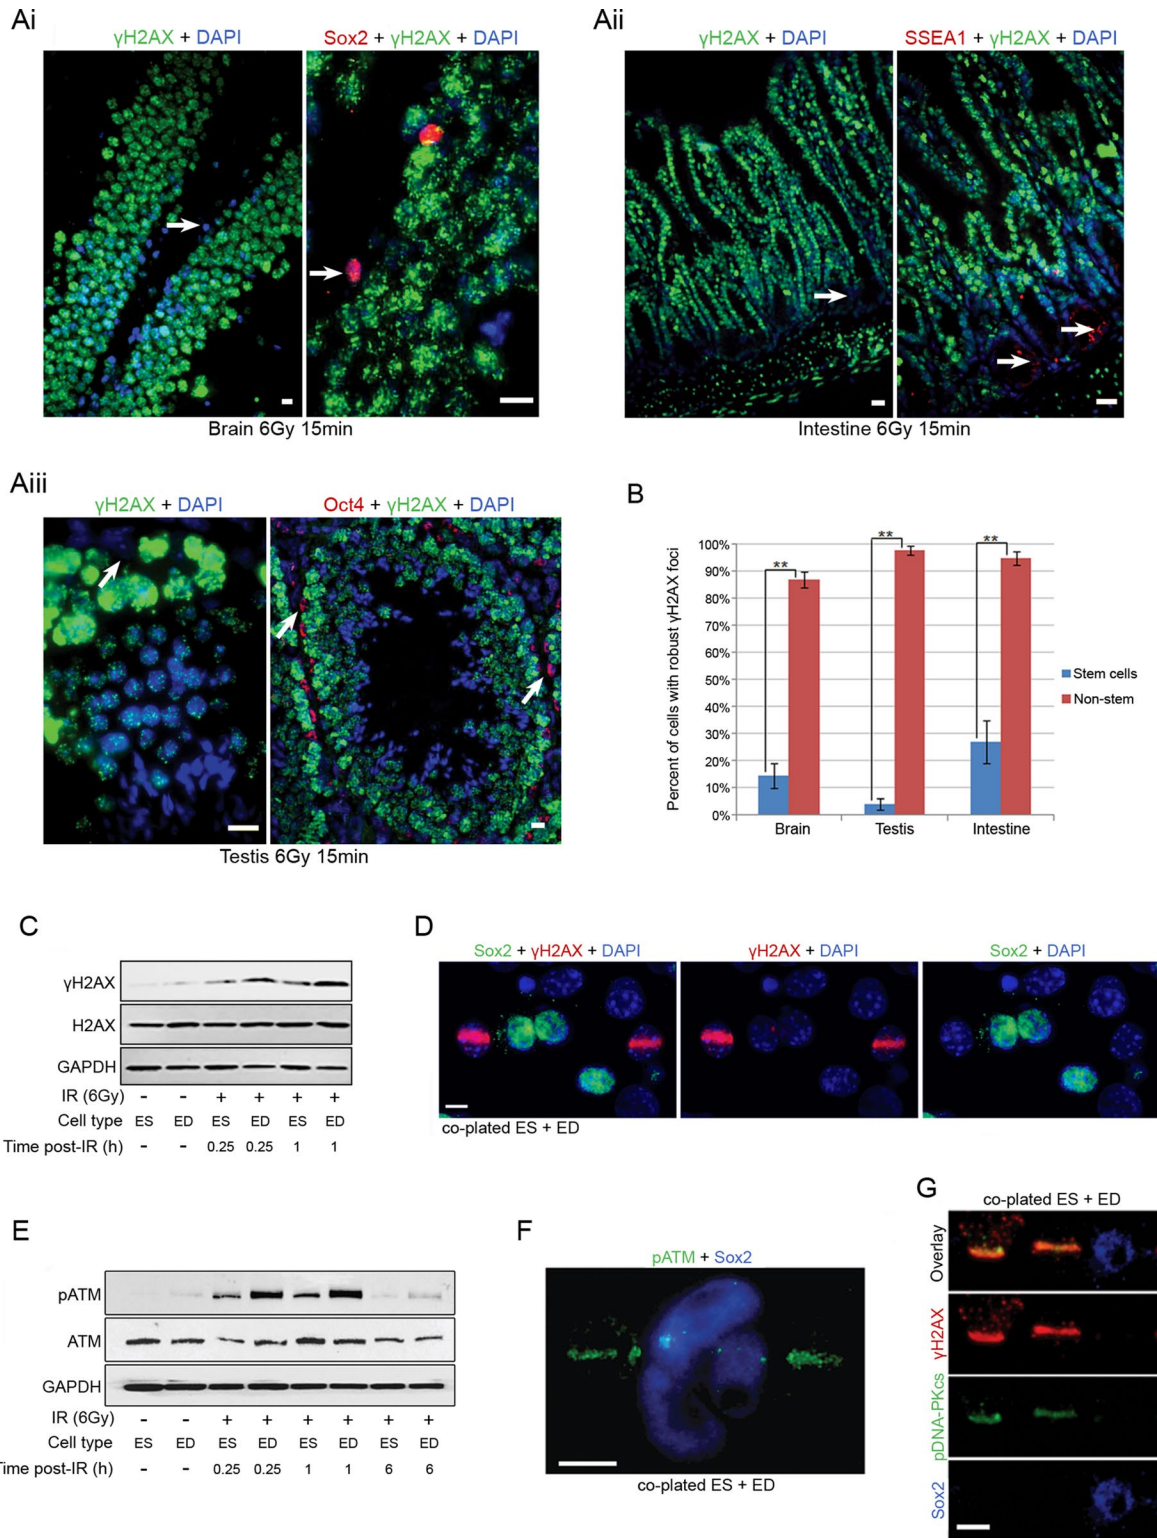 Ai
γH2AX + DAPI
Sox2 + γH2AX + DAPI
Brain 6Gy 15min
Aii
γH2AX + DAPI
SSEA1 + γH2AX + DAPI
Intestine 6Gy 15min
Aiii
γH2AX + DAPI
Oct4 + γH2AX + DAPI
Testis 6Gy 15min
B
Percent of cells with robust γH2AX foci
100%
90%
80%
70%
60%
50%
40%
30%
20%
10%
0%
**
**
**
Brain
Testis
Intestine
Stem cells
Non-stem
C
γH2AX
H2AX
GAPDH
IR (6Gy) - - + + + +
Cell type ES ED ES ED ES ED
Time post-IR (h) - - 0.25 0.25 1 1
D
Sox2 + γH2AX + DAPI
γH2AX + DAPI
Sox2 + DAPI
co-plated ES + ED
E
pATM
ATM
GAPDH
IR (6Gy) - - + + + + + +
Cell type ES ED ES ED ES ED ES ED
Time post-IR (h) - - 0.25 0.25 1 1 6 6
F
pATM + Sox2
co-plated ES + ED
G
co-plated ES + ED
Overlay
γH2AX
pDNA-PKcs
Sox2